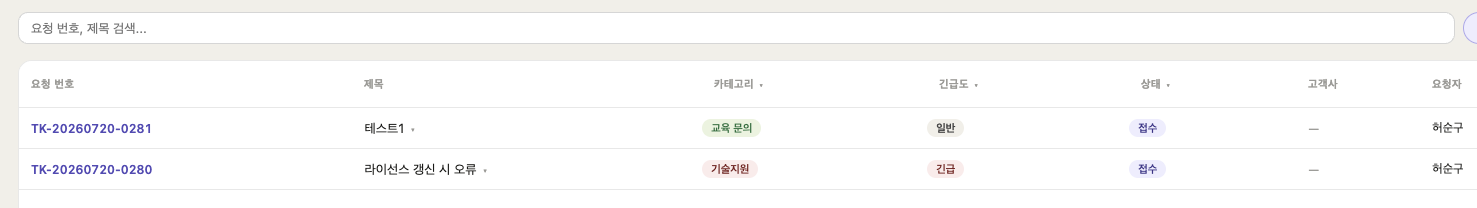 요청 번호, 제목 검색...
요청 번호 제목 카테고리 ▾ 긴급도 ▾ 상태 ▾ 고객사 요청자
TK-20260720-0281 테스트1 ▾ 교육 문의 일반 접수 — 허순구
TK-20260720-0280 라이선스 갱신 시 오류 ▾ 기술지원 긴급 접수 — 허순구